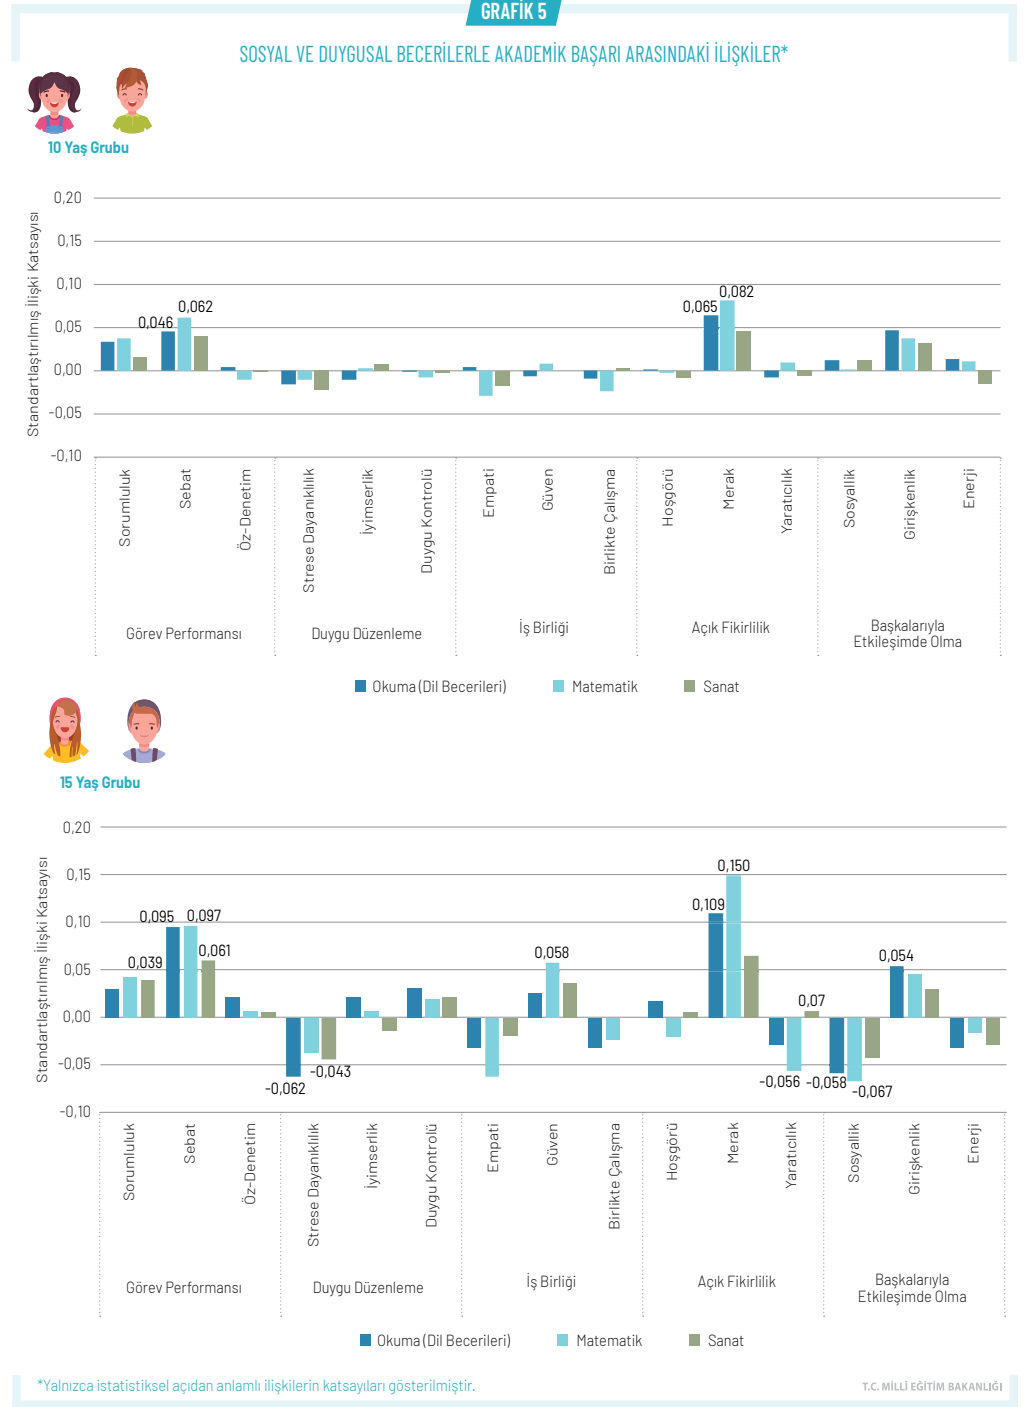 GRAFİK 5
SOSYAL VE DUYGUSAL BECERİLERLE AKADEMİK BAŞARI ARASINDAKİ İLİŞKİLER*
10 Yaş Grubu
Standartlaştırılmış İlişki Katsayısı
0,20
0,15
0,10
0,05
0,00
-0,05
-0,10
0,046
0,062
0,065
0,082
Sorumluluk
Sebat
Öz-Denetim
Strese Dayanıklılık
İyimserlik
Duygu Kontrolü
Empati
Güven
Birlikte Çalışma
Hoşgörü
Merak
Yaratıcılık
Sosyallik
Girişkenlik
Enerji
Görev Performansı
Duygu Düzenleme
İş Birliği
Açık Fikirlilik
Başkalarıyla
Etkileşimde Olma
Okuma (Dil Becerileri)
Matematik
Sanat
15 Yaş Grubu
Standartlaştırılmış İlişki Katsayısı
0,20
0,15
0,10
0,05
0,00
-0,05
-0,10
0,039
0,095
0,097
0,061
-0,062
-0,043
0,058
0,109
0,150
-0,056
0,07
-0,058
-0,067
0,054
Sorumluluk
Sebat
Öz-Denetim
Strese Dayanıklılık
İyimserlik
Duygu Kontrolü
Empati
Güven
Birlikte Çalışma
Hoşgörü
Merak
Yaratıcılık
Sosyallik
Girişkenlik
Enerji
Görev Performansı
Duygu Düzenleme
İş Birliği
Açık Fikirlilik
Başkalarıyla
Etkileşimde Olma
Okuma (Dil Becerileri)
Matematik
Sanat
*Yalnızca istatistiksel açıdan anlamlı ilişkilerin katsayıları gösterilmiştir.
T.C. MİLLÎ EĞİTİM BAKANLIĞI